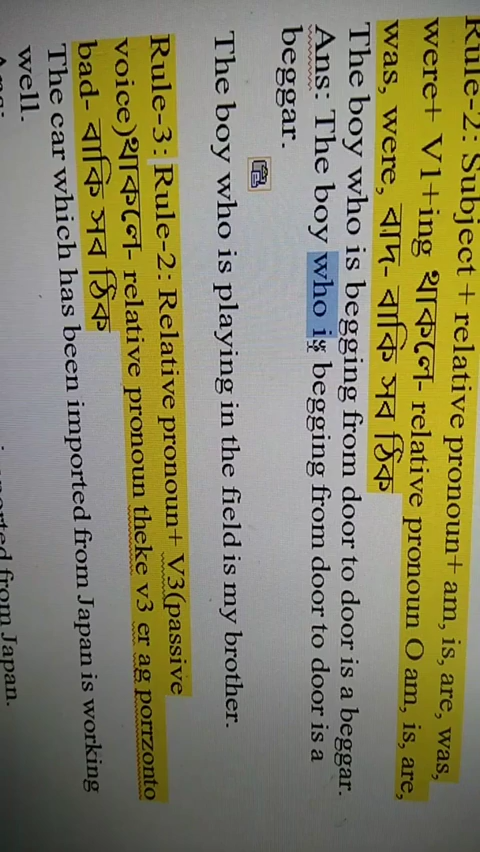 Rule-2: Subject + relative pronoun+ am, is, are, was,
were+ V1+ing থাকলে- relative pronoun O am, is, are,
was, were, বাদ- বাকি সব ঠিক
The boy who is begging from door to door is a beggar.
Ans: The boy who is begging from door to door is a
beggar.
The boy who is playing in the field is my brother.
Rule-3: Rule-2: Relative pronoun+ V3(passive
voice)থাকলে- relative pronoun theke v3 er ag porrzonto
bad- বাকি সব ঠিক
The car which has been imported from Japan is working
well.
Ans: imported from Japan.